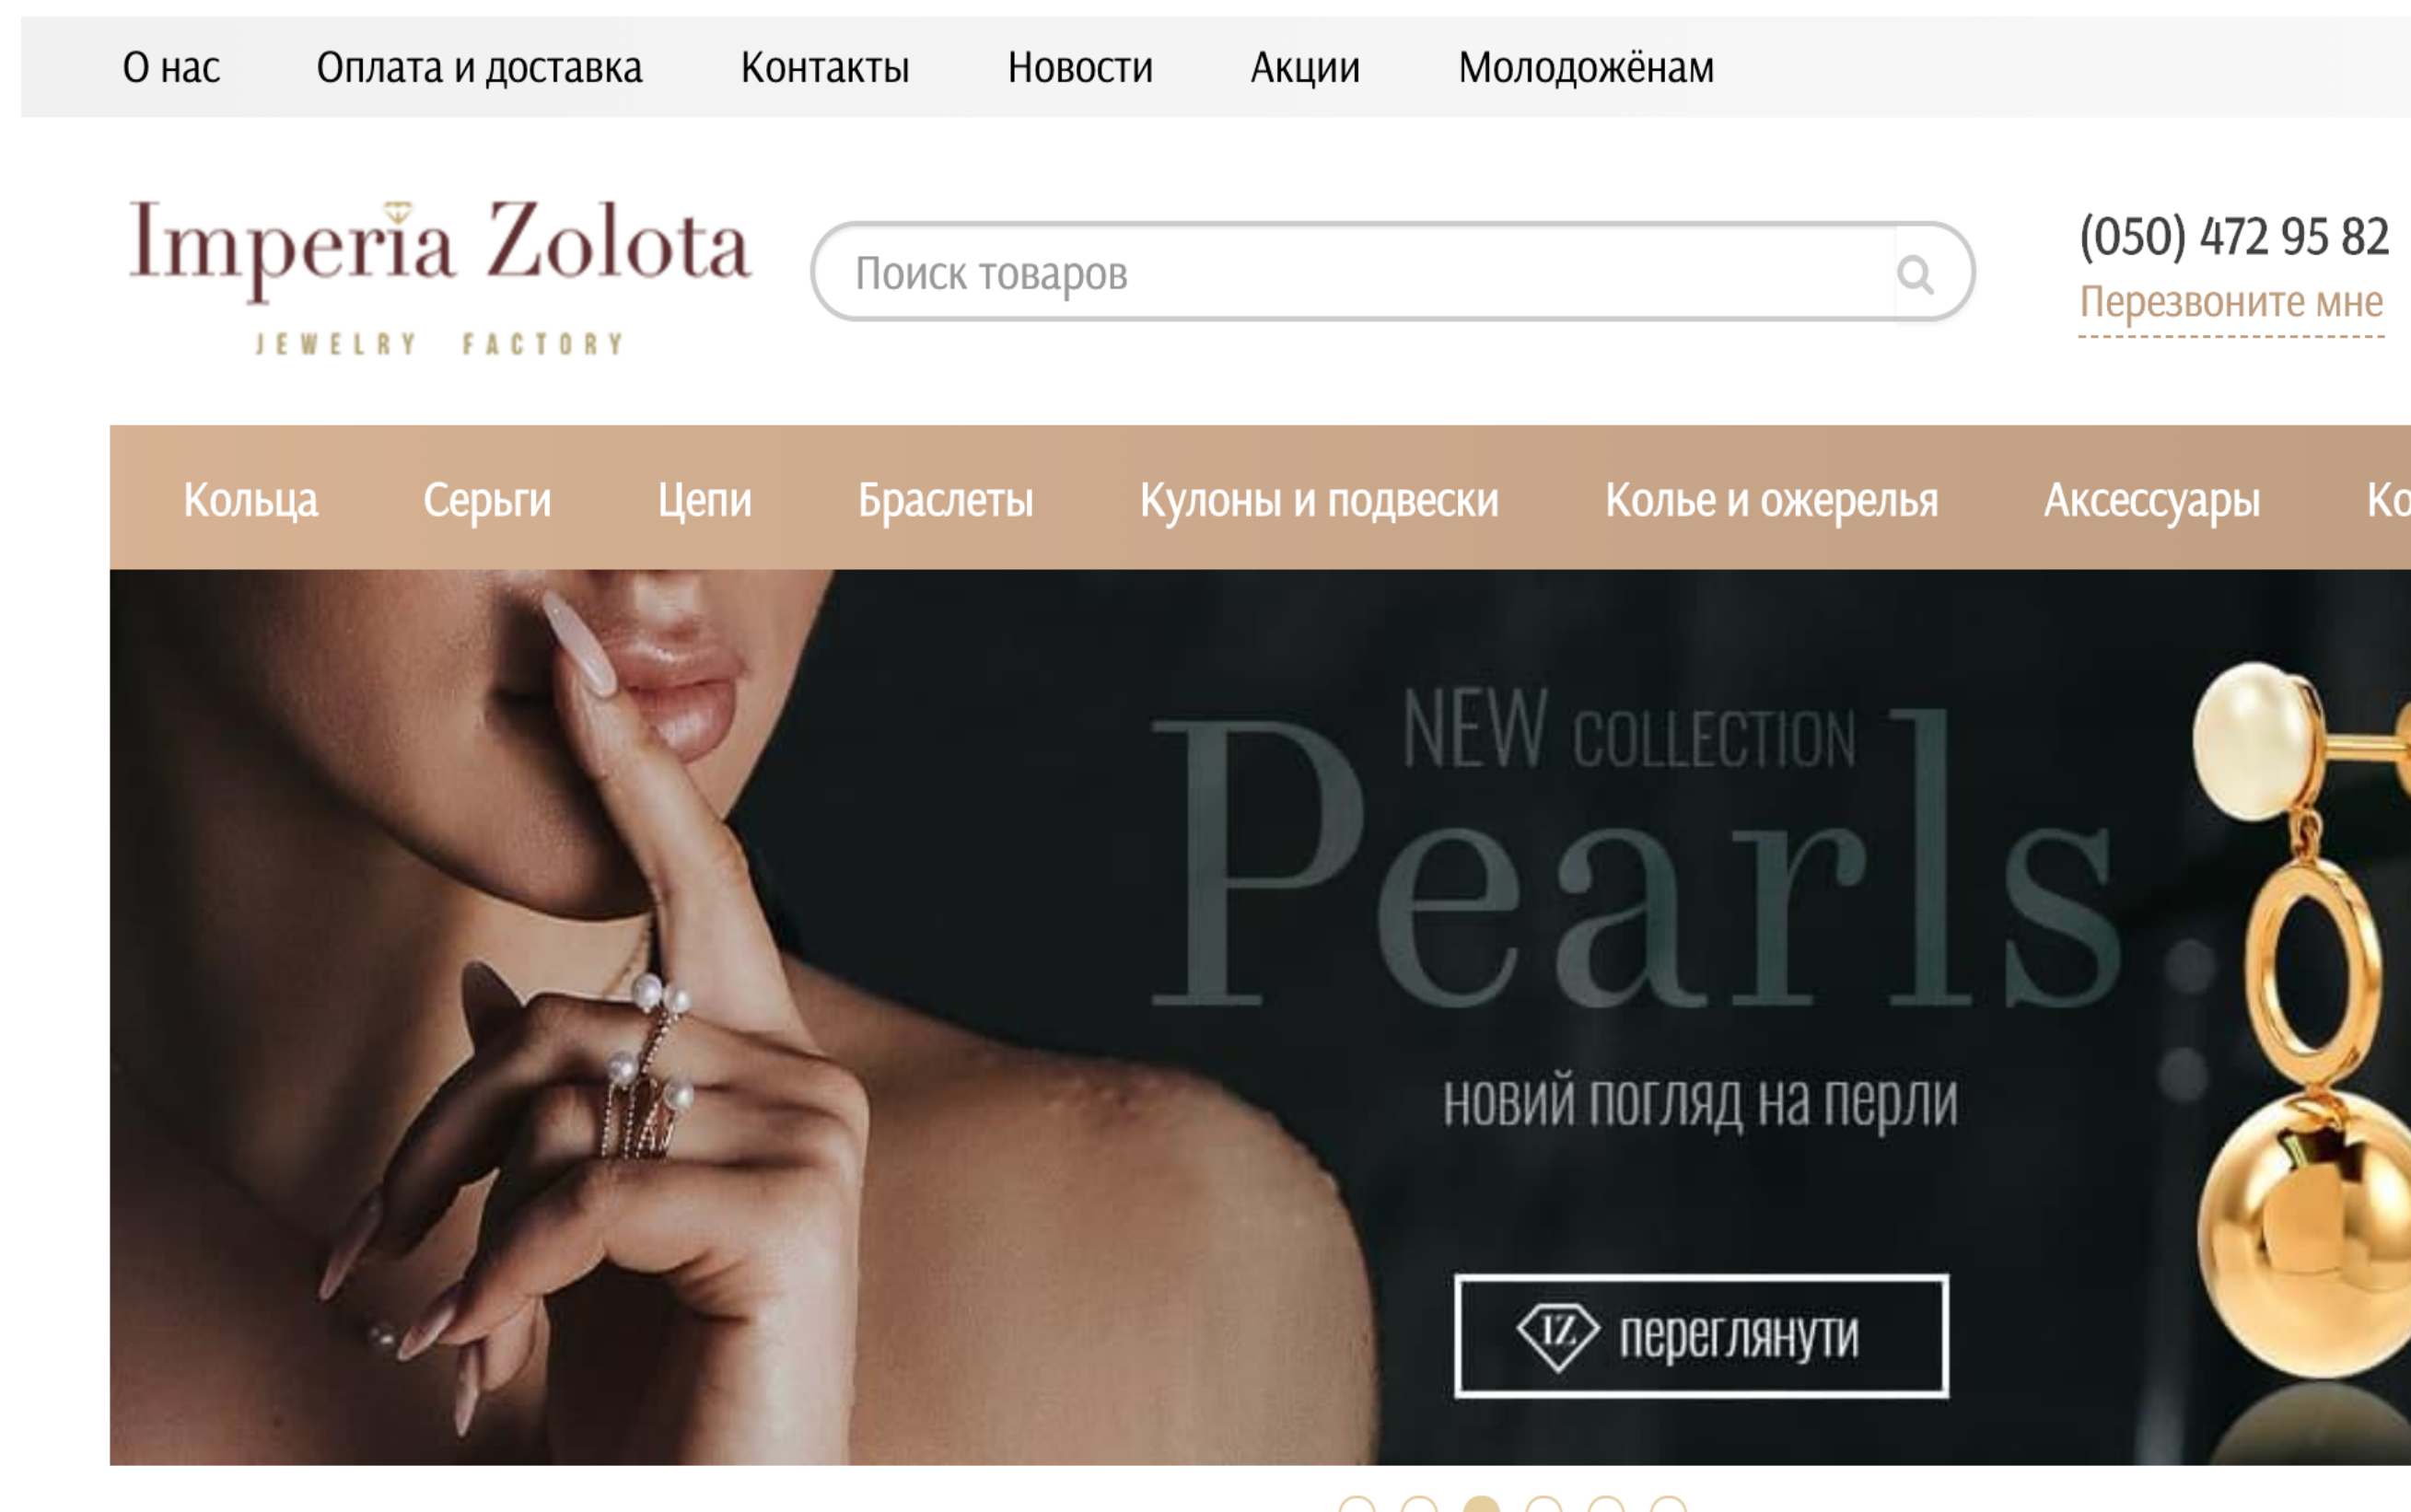 О нас Оплата и доставка Контакты Новости Акции Молодожёнам
Imperia Zolota
JEWELRY FACTORY
Поиск товаров
(050) 472 95 82
Перезвоните мне
Кольца Серьги Цепи Браслеты Кулоны и подвески Колье и ожерелья Аксессуары
NEW COLLECTION
Pearls
новий погляд на перли
IZ переглянути